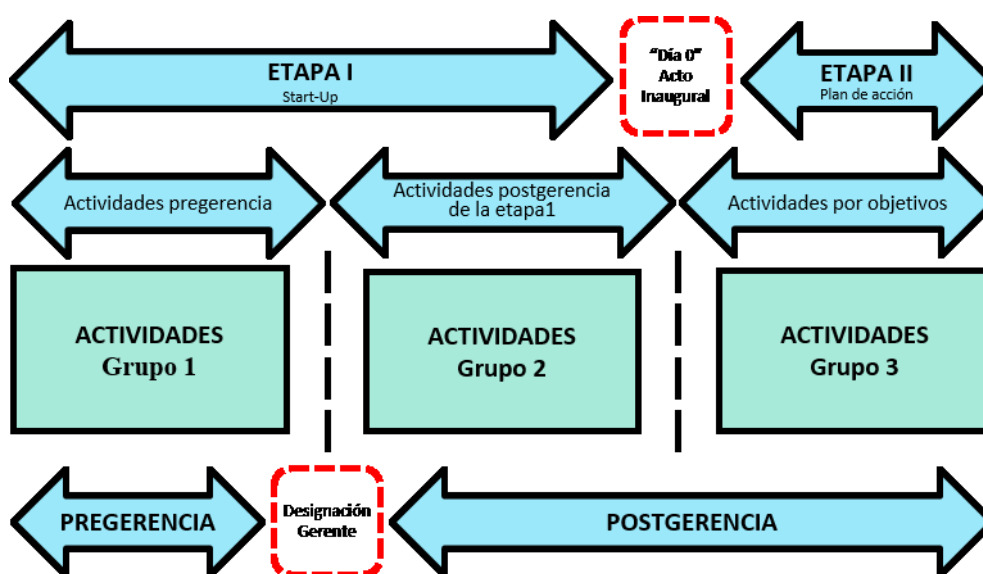 ETAPA I
Start-Up
“Día 0”
Acto
Inaugural
ETAPA II
Plan de acción
Actividades pregerencia
Actividades postgerencia
de la etapa1
Actividades por objetivos
ACTIVIDADES
Grupo 1
ACTIVIDADES
Grupo 2
ACTIVIDADES
Grupo 3
PREGERENCIA
Designación
Gerente
POSTGERENCIA